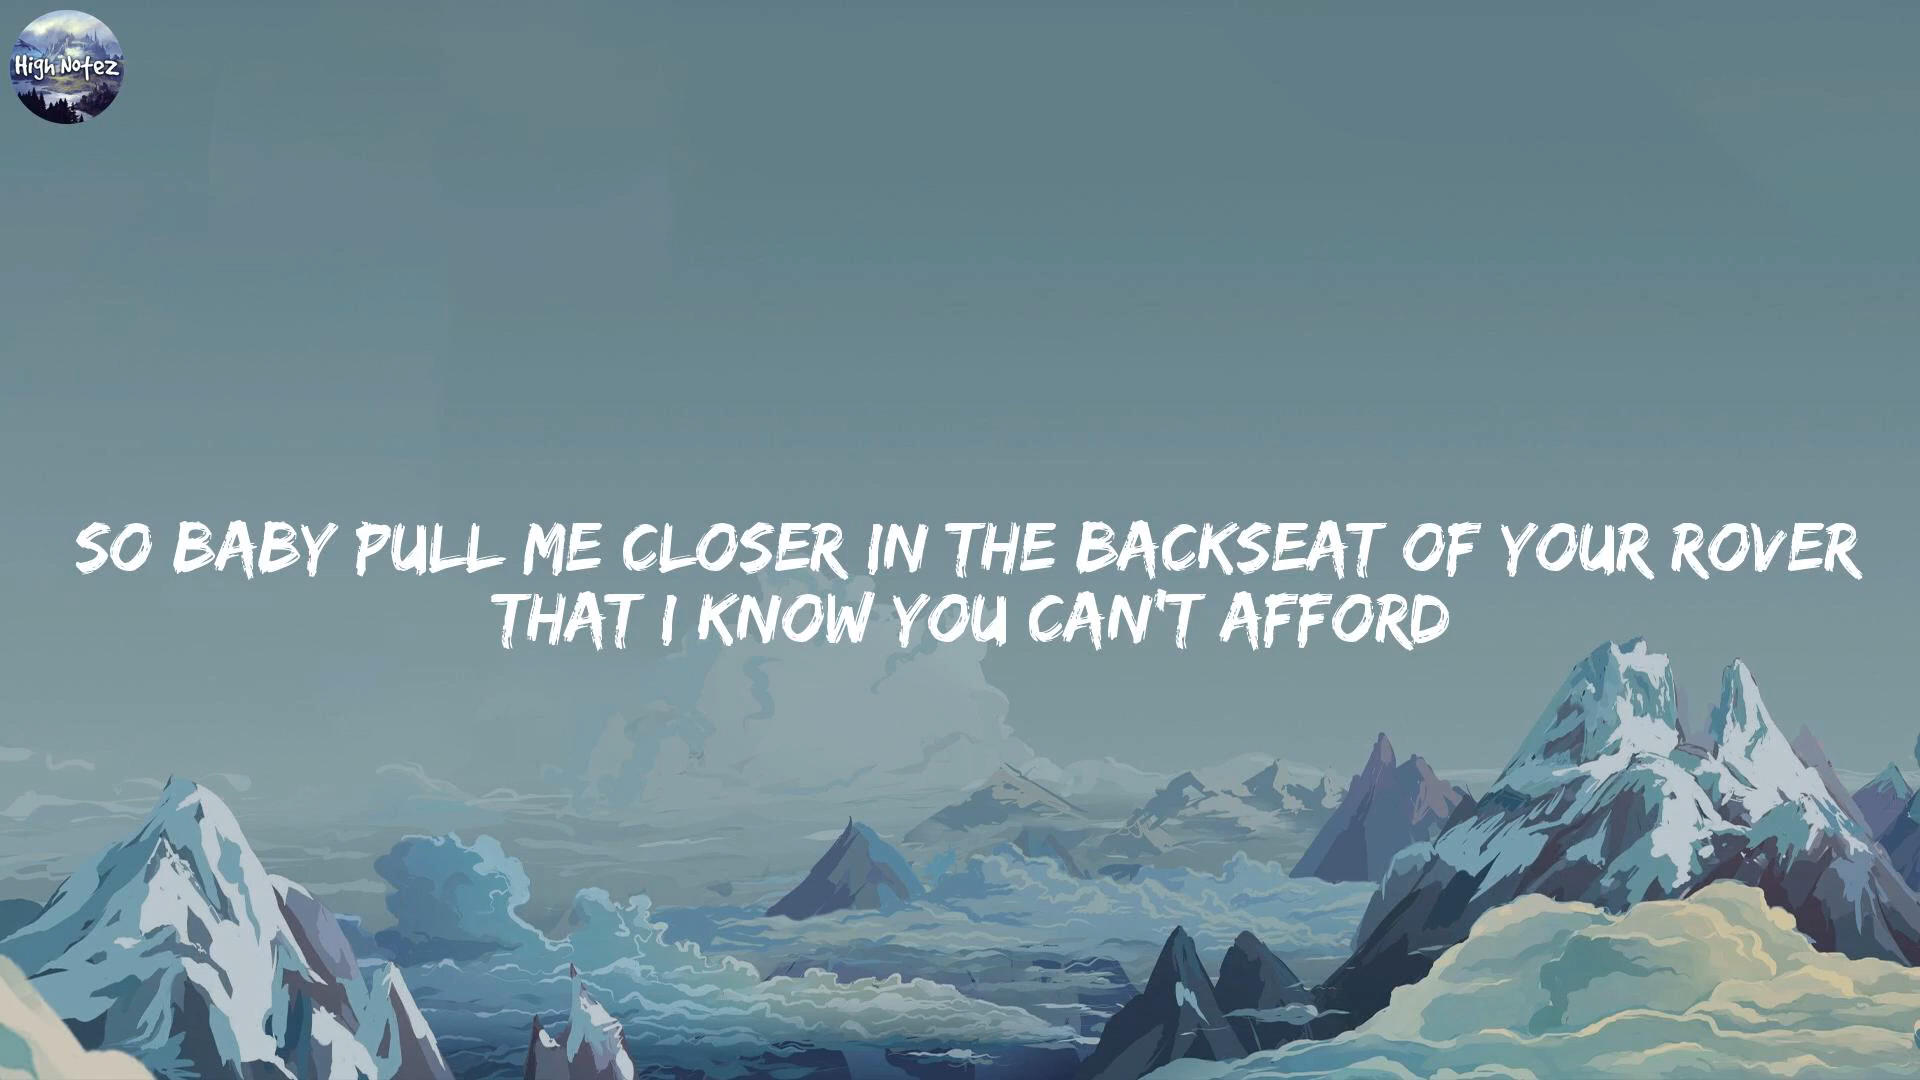 High Notez
SO BABY PULL ME CLOSER IN THE BACKSEAT OF YOUR ROVER
THAT I KNOW YOU CAN'T AFFORD